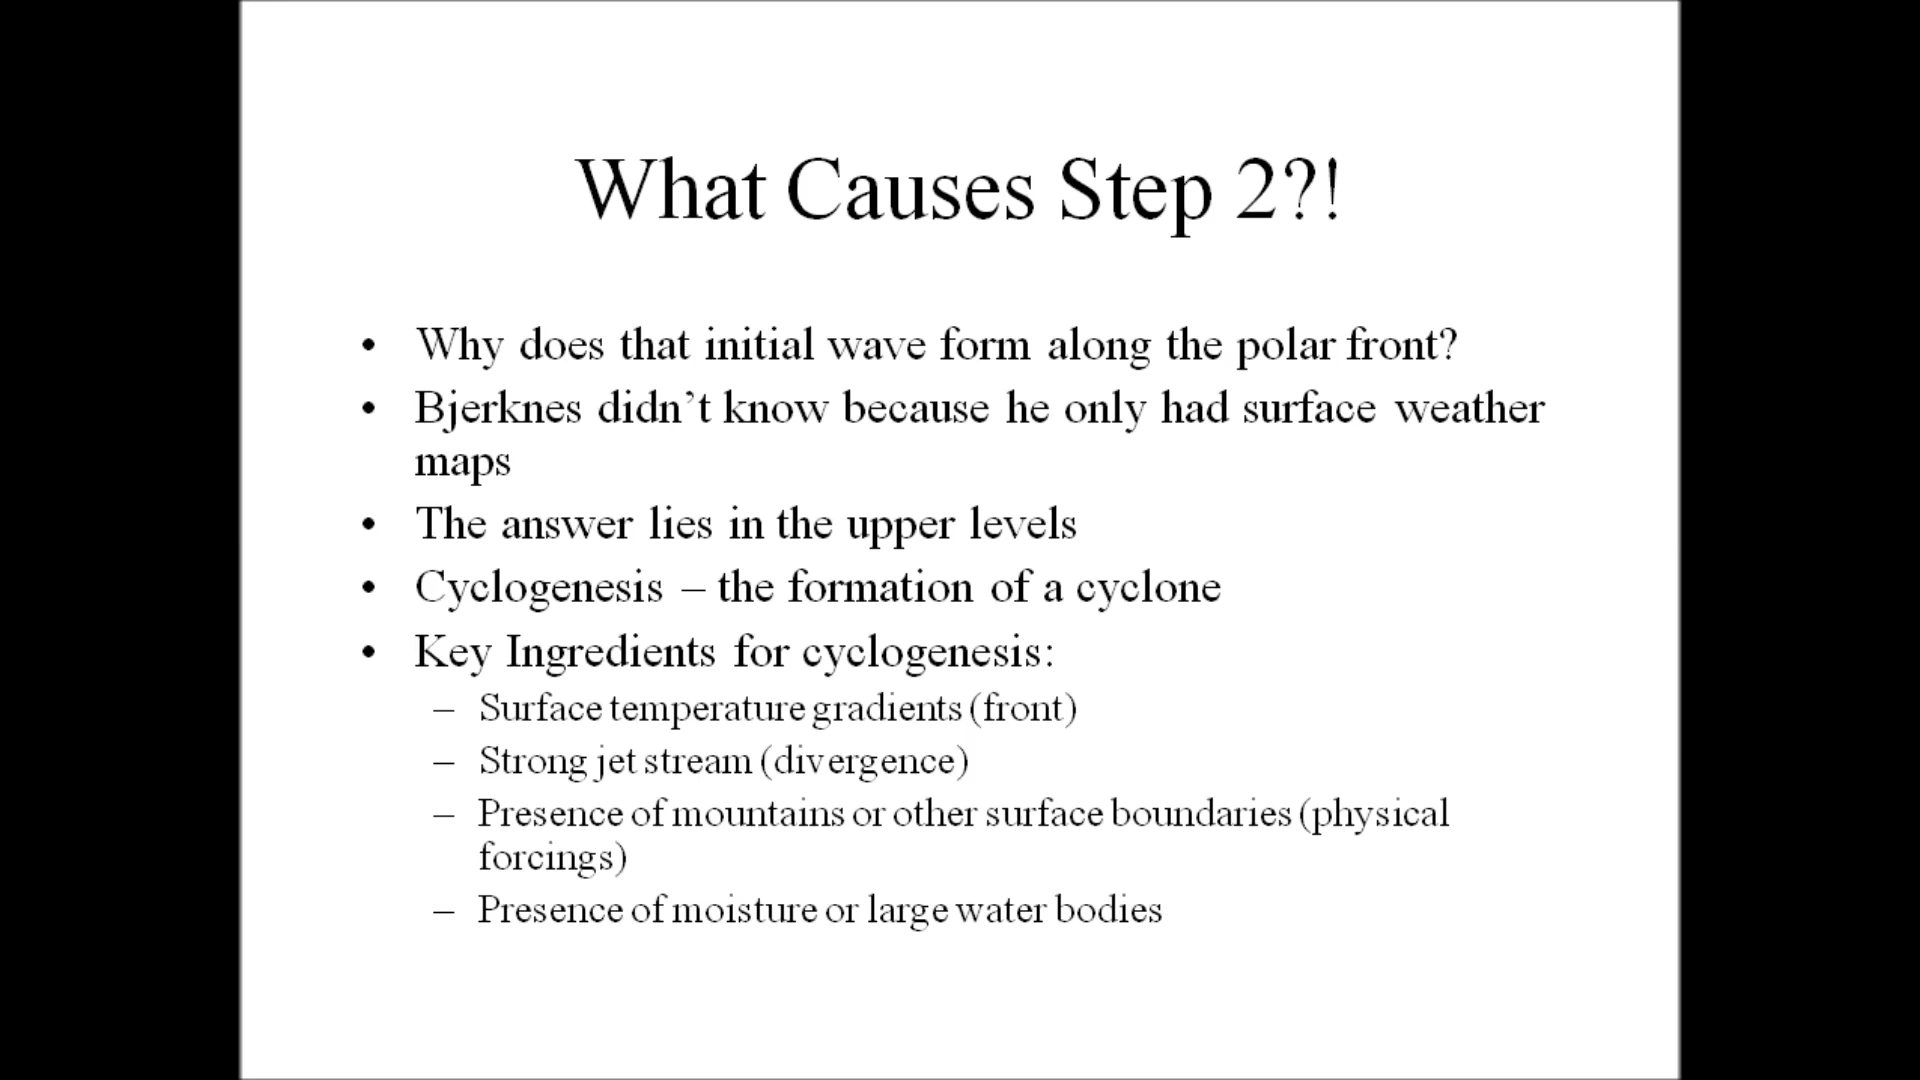 What Causes Step 2?!
• Why does that initial wave form along the polar front?
• Bjerknes didn’t know because he only had surface weather
maps
• The answer lies in the upper levels
• Cyclogenesis – the formation of a cyclone
• Key Ingredients for cyclogenesis:
– Surface temperature gradients (front)
– Strong jet stream (divergence)
– Presence of mountains or other surface boundaries (physical
forcings)
– Presence of moisture or large water bodies